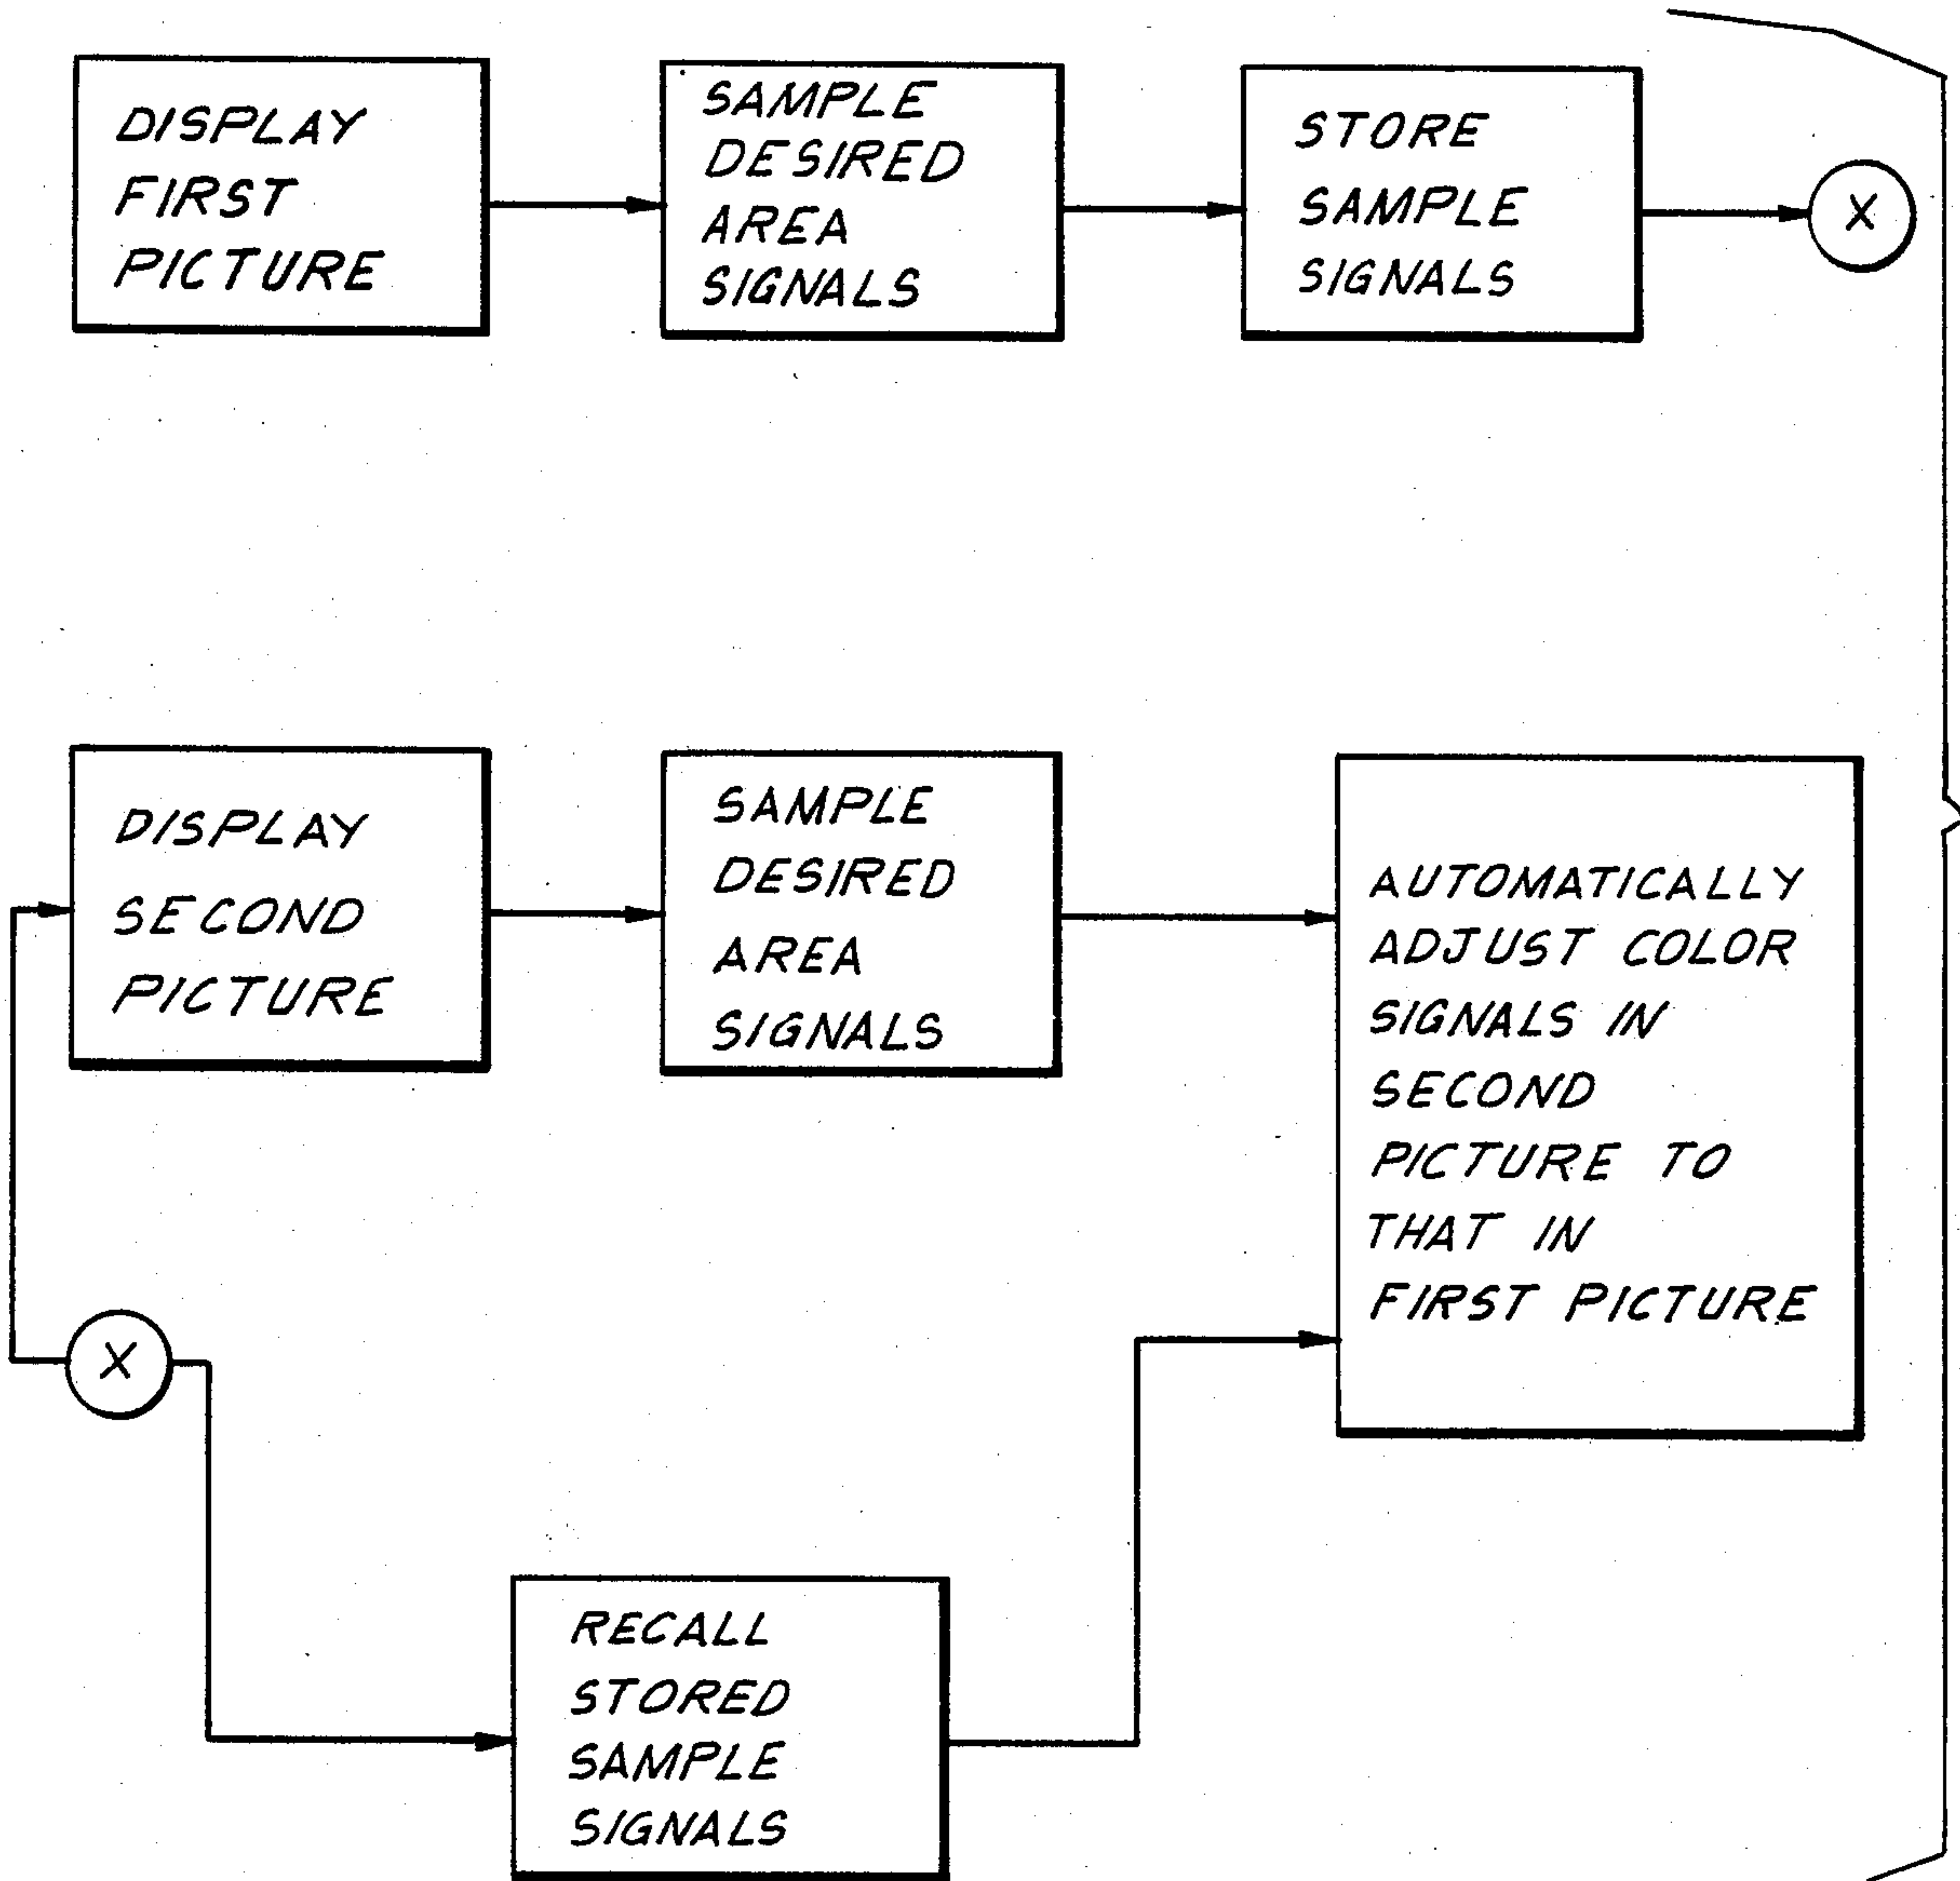 DISPLAY
FIRST
PICTURE
SAMPLE
DESIRED
AREA
SIGNALS
STORE
SAMPLE
SIGNALS
X
DISPLAY
SECOND
PICTURE
SAMPLE
DESIRED
AREA
SIGNALS
AUTOMATICALLY
ADJUST COLOR
SIGNALS IN
SECOND
PICTURE TO
THAT IN
FIRST PICTURE
X
RECALL
STORED
SAMPLE
SIGNALS